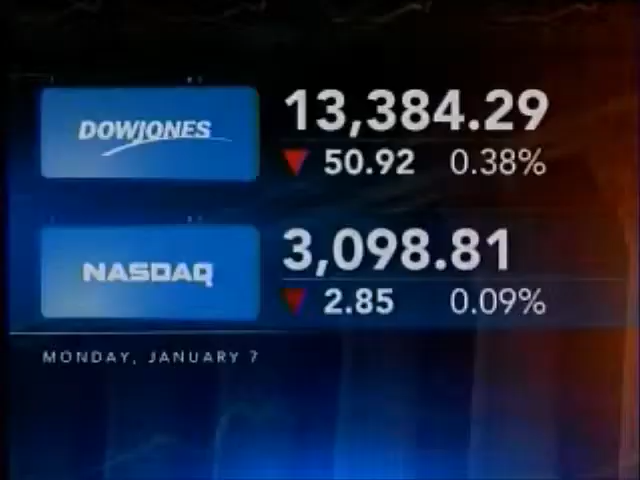 DOWJONES
13,384.29
50.92 0.38%
NASDAQ
3,098.81
2.85 0.09%
MONDAY, JANUARY 7